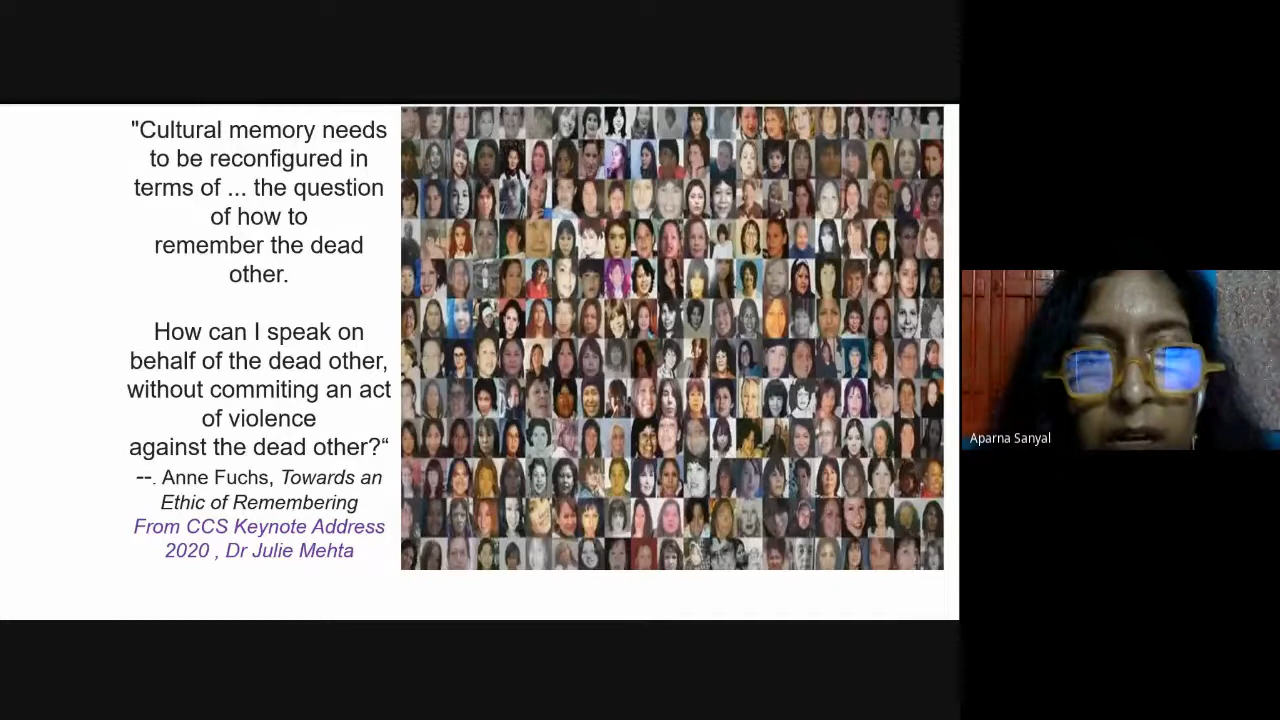 "Cultural memory needs
to be reconfigured in
terms of ... the question
of how to
remember the dead
other.
How can I speak on
behalf of the dead other,
without commiting an act
of violence
against the dead other?“
--. Anne Fuchs, Towards an
Ethic of Remembering
From CCS Keynote Address
2020 , Dr Julie Mehta
Aparna Sanyal